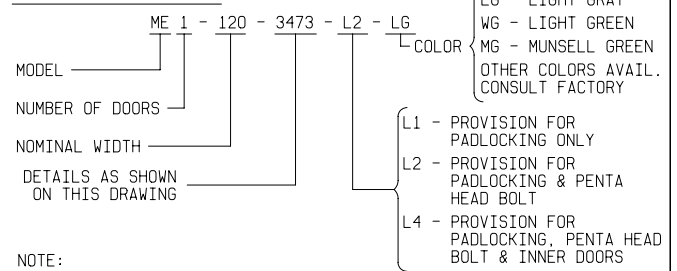 LG - LIGHT GRAY
ME 1 - 120 - 3473 - L2 - LG
WG - LIGHT GREEN
COLOR
MG - MUNSELL GREEN
OTHER COLORS AVAIL.
CONSULT FACTORY
MODEL
NUMBER OF DOORS
NOMINAL WIDTH
DETAILS AS SHOWN
ON THIS DRAWING
L1 - PROVISION FOR
PADLOCKING ONLY
L2 - PROVISION FOR
PADLOCKING & PENTA
HEAD BOLT
L4 - PROVISION FOR
PADLOCKING, PENTA HEAD
BOLT & INNER DOORS
NOTE: